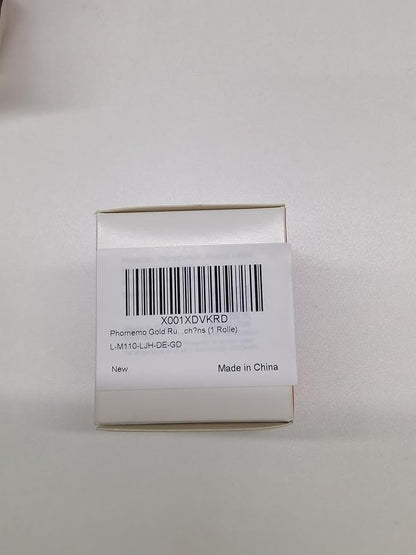 X001XDVKRD
Phomemo Gold Ru...ch?ns (1 Rolle)
L-M110-LJH-DE-GD
New
Made in China